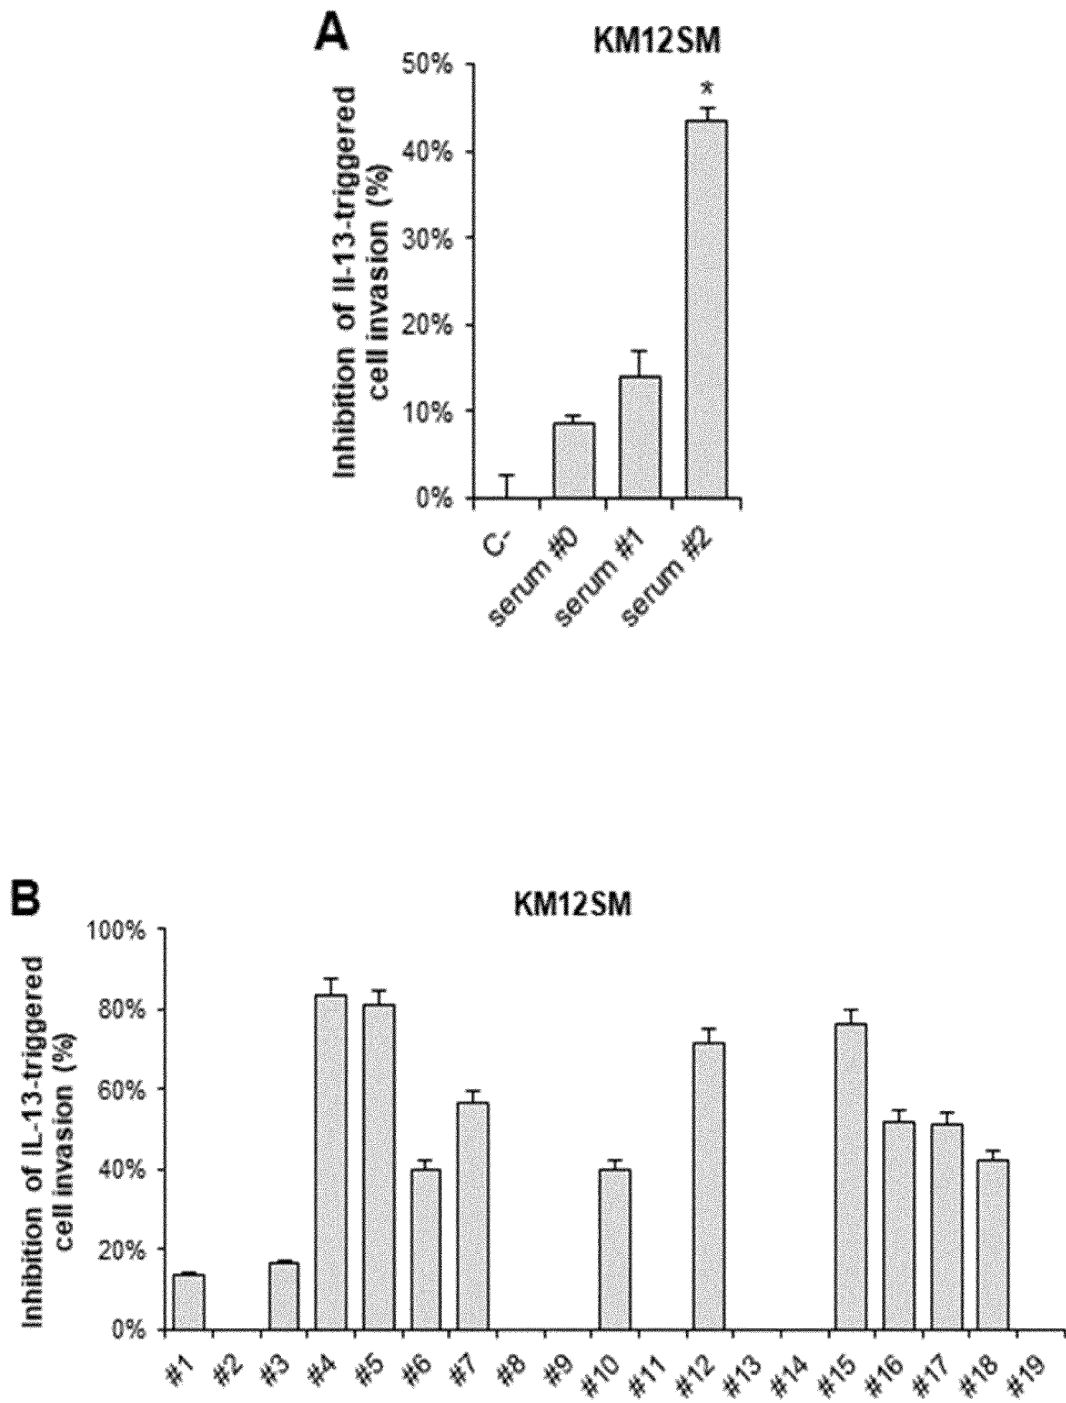 A
KM12SM
Inhibition of Il-13-triggered
cell invasion (%)
50%
40%
30%
20%
10%
0%
*
C-
serum #0
serum #1
serum #2
B
KM12SM
Inhibition of IL-13-triggered
cell invasion (%)
100%
80%
60%
40%
20%
0%
#1
#2
#3
#4
#5
#6
#7
#8
#9
#10
#11
#12
#13
#14
#15
#16
#17
#18
#19